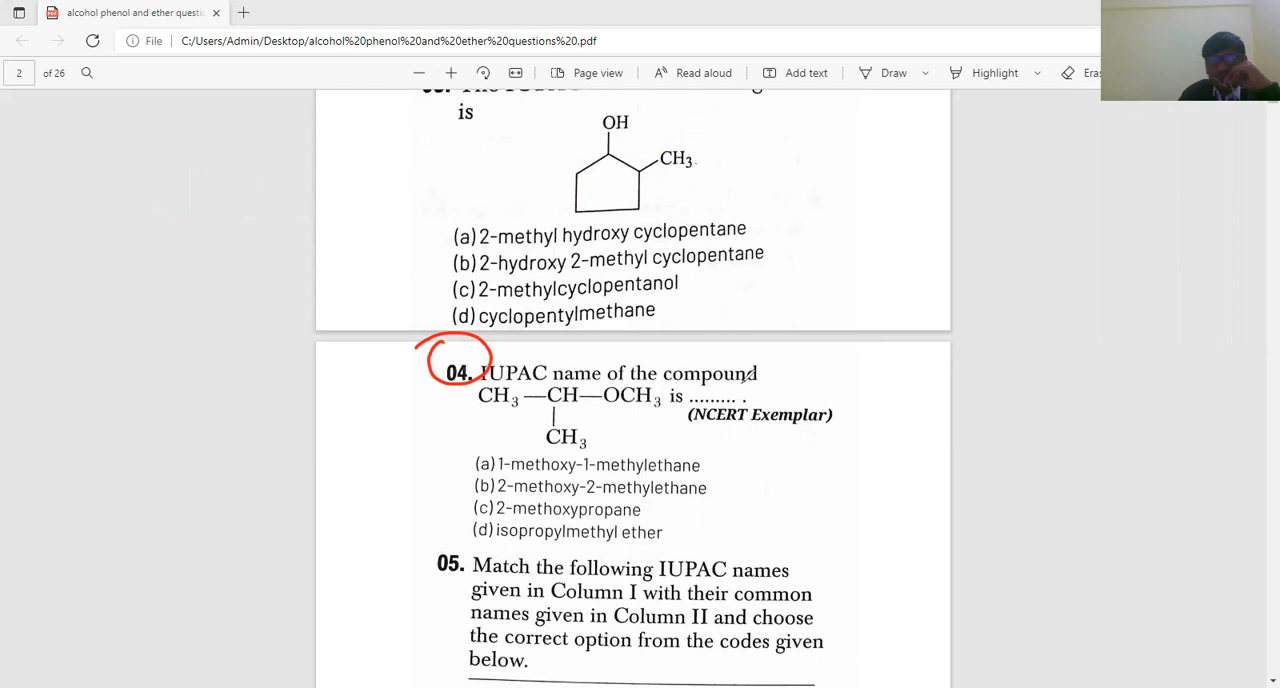 alcohol phenol and ether questi
File C:/Users/Admin/Desktop/alcohol%20phenol%20and%20ether%20questions%20.pdf
2 of 26 Page view Read aloud Add text Draw Highlight Eras
is
OH
CH3
(a) 2-methyl hydroxy cyclopentane
(b) 2-hydroxy 2-methyl cyclopentane
(c) 2-methylcyclopentanol
(d) cyclopentylmethane
04. IUPAC name of the compound
CH3 —CH—OCH3 is ......... .
(NCERT Exemplar)
CH3
(a) 1-methoxy-1-methylethane
(b) 2-methoxy-2-methylethane
(c) 2-methoxypropane
(d) isopropylmethyl ether
05. Match the following IUPAC names
given in Column I with their common
names given in Column II and choose
the correct option from the codes given
below.